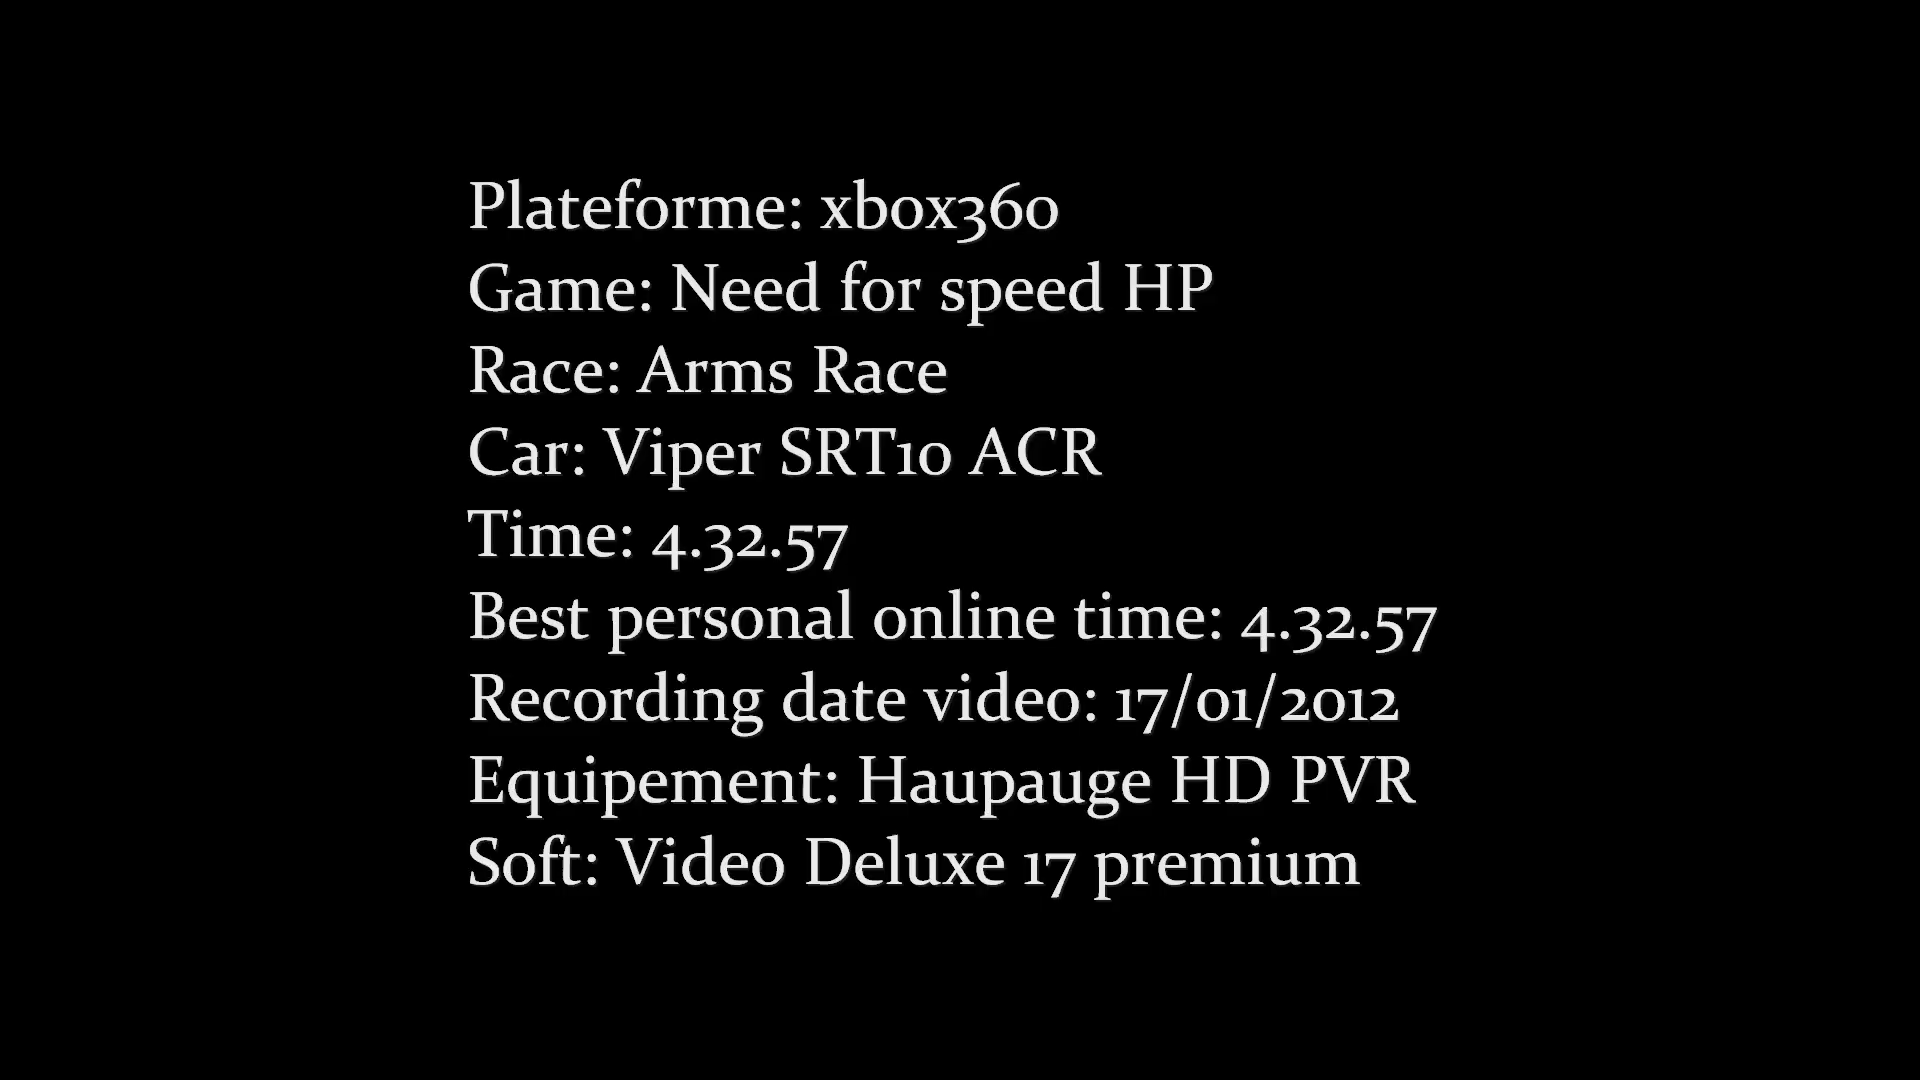 Plateforme: xbox360
Game: Need for speed HP
Race: Arms Race
Car: Viper SRT10 ACR
Time: 4.32.57
Best personal online time: 4.32.57
Recording date video: 17/01/2012
Equipement: Haupauge HD PVR
Soft: Video Deluxe 17 premium